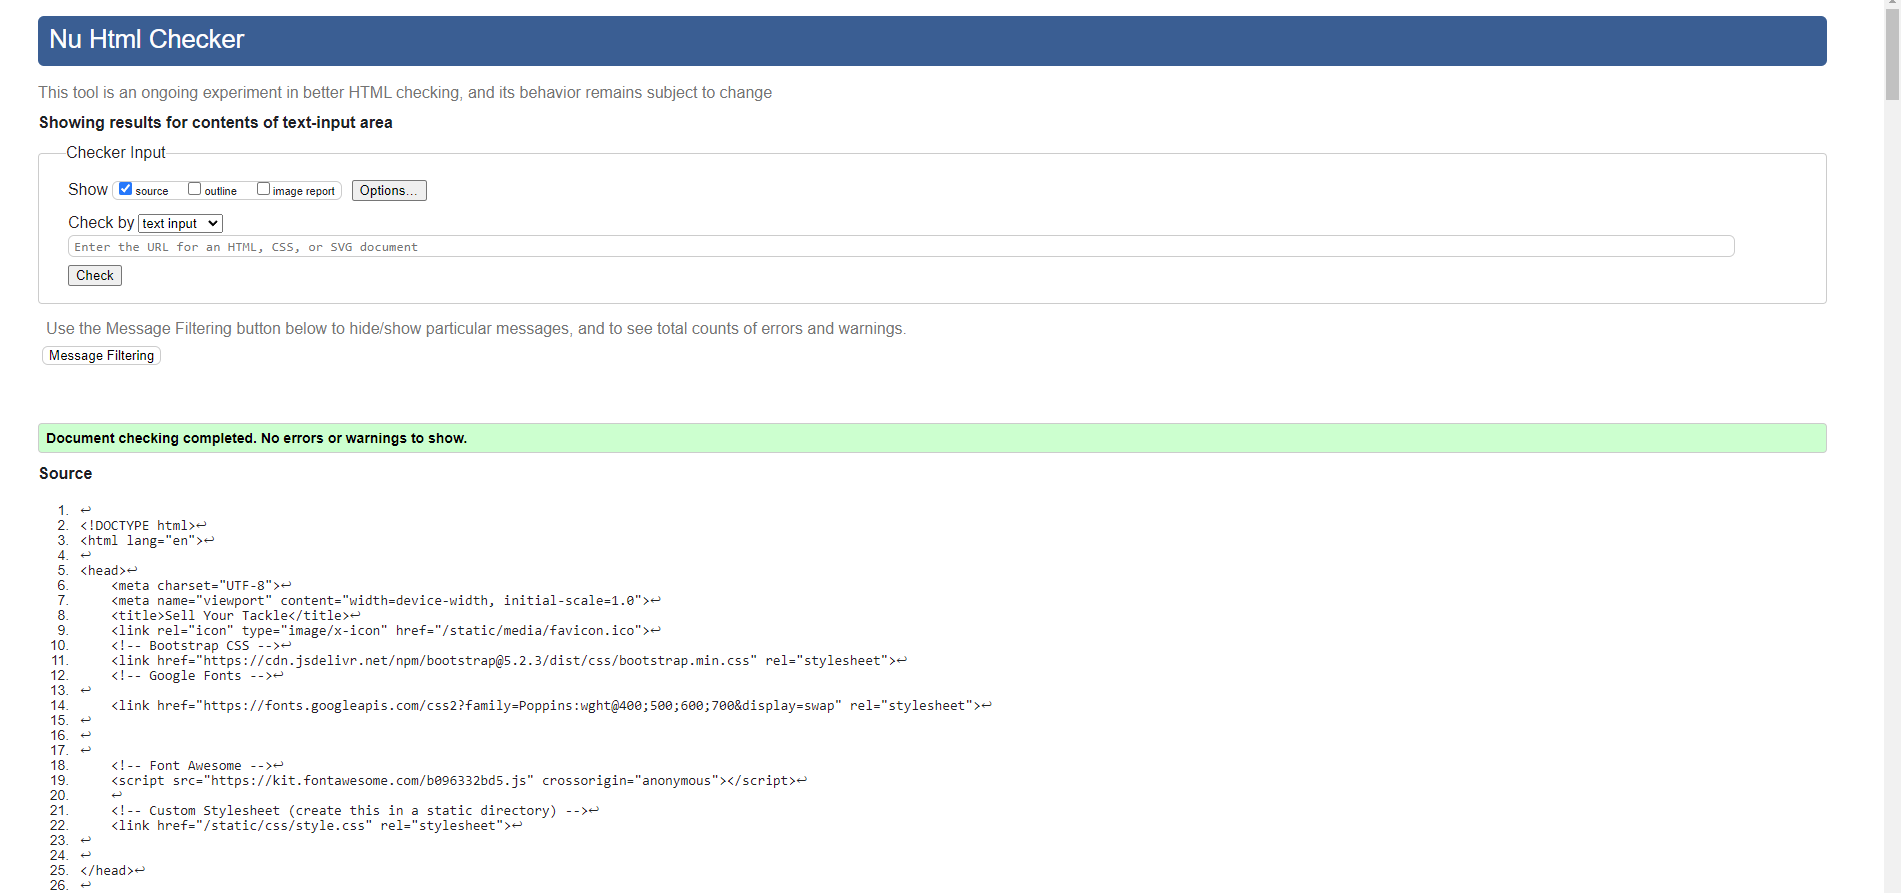 Nu Html Checker
This tool is an ongoing experiment in better HTML checking, and its behavior remains subject to change
Showing results for contents of text-input area
Checker Input
Show source outline image report Options...
Check by text input
Enter the URL for an HTML, CSS, or SVG document
Check
Use the Message Filtering button below to hide/show particular messages, and to see total counts of errors and warnings.
Message Filtering
Document checking completed. No errors or warnings to show.
Source
1. ↩
2. <!DOCTYPE html>↩
3. <html lang="en">↩
4. ↩
5. <head>↩
6.     <meta charset="UTF-8">↩
7.     <meta name="viewport" content="width=device-width, initial-scale=1.0">↩
8.     <title>Sell Your Tackle</title>↩
9.     <link rel="icon" type="image/x-icon" href="/static/media/favicon.ico">↩
10.     <!-- Bootstrap CSS -->↩
11.     <link href="https://cdn.jsdelivr.net/npm/bootstrap@5.2.3/dist/css/bootstrap.min.css" rel="stylesheet">↩
12.     <!-- Google Fonts -->↩
13. ↩
14.     <link href="https://fonts.googleapis.com/css2?family=Poppins:wght@400;500;600;700&display=swap" rel="stylesheet">↩
15. ↩
16. ↩
17. ↩
18.     <!-- Font Awesome -->↩
19.     <script src="https://kit.fontawesome.com/b096332bd5.js" crossorigin="anonymous"></script>↩
20.     ↩
21.     <!-- Custom Stylesheet (create this in a static directory) -->↩
22.     <link href="/static/css/style.css" rel="stylesheet">↩
23. ↩
24. ↩
25. </head>↩
26. ↩